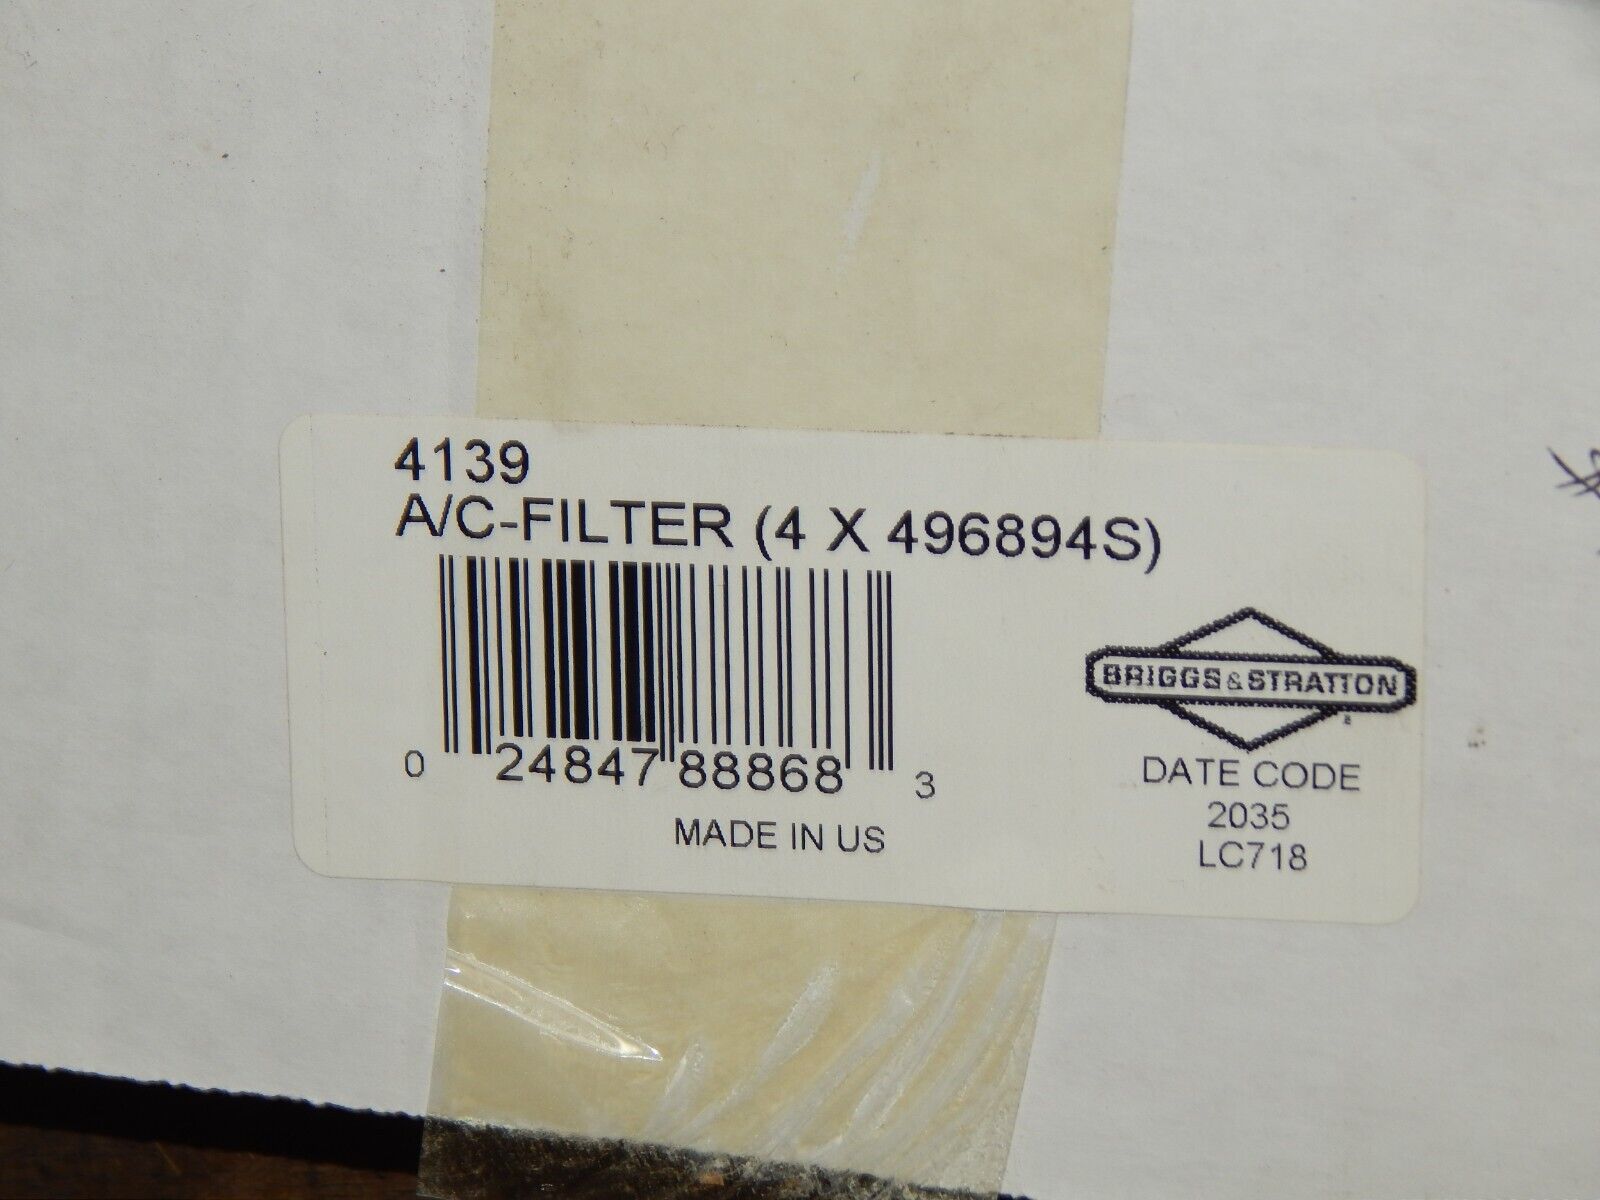 4139
A/C-FILTER (4 X 496894S)
0 24847 88868 3
MADE IN US
BRIGGS & STRATTON
DATE CODE
2035
LC718